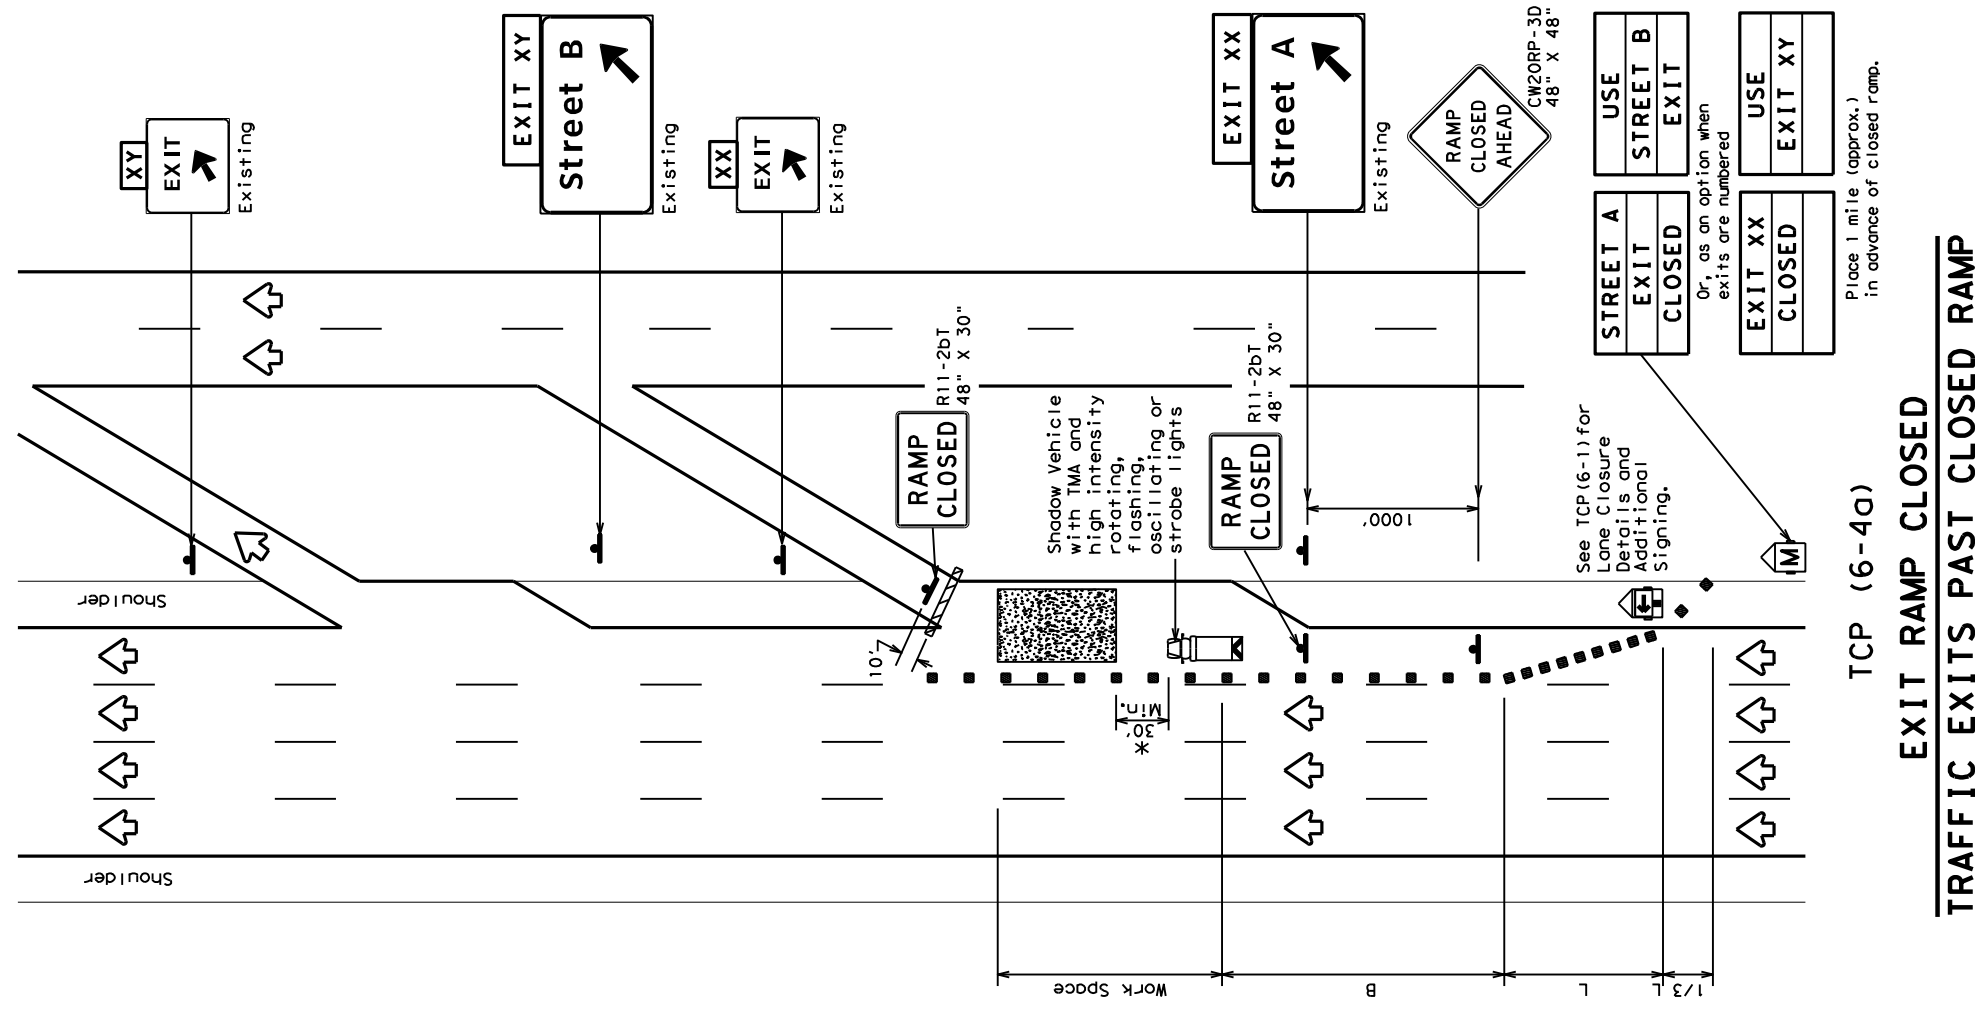 XY
EXIT
Existing
EXIT XY
Street B
Existing
XX
EXIT
Existing
EXIT XX
Street A
Existing
RAMP
CLOSED
AHEAD
CW20RP-3D
48" X 48"
USE
STREET B
EXIT
STREET A
EXIT
CLOSED
Or, as an option when
exits are numbered
USE
EXIT XY
EXIT XX
CLOSED
Place 1 mile (approx.)
in advance of closed ramp.
R11-2bT
48" X 30"
RAMP
CLOSED
Shadow Vehicle
with TMA and
high intensity
rotating,
flashing,
oscillating or
strobe lights
R11-2bT
48" X 30"
RAMP
CLOSED
1000'
See TCP(6-1)for
Lane Closure
Details and
Additional
Signing.
M
Shoulder
10'
30'
Min.
*
Shoulder
Work Space
B
L
1/3 L
TCP (6-4a)
EXIT RAMP CLOSED
TRAFFIC EXITS PAST CLOSED RAMP